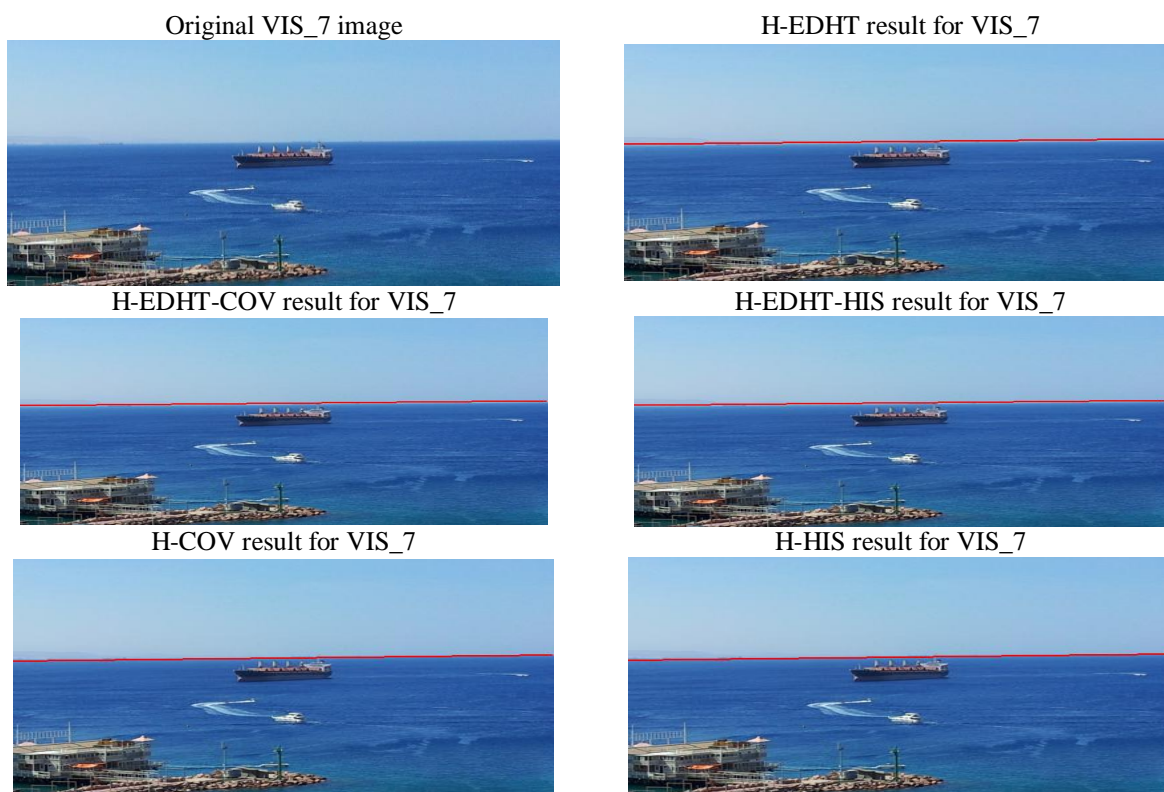 Original VIS_7 image
H-EDHT result for VIS_7
H-EDHT-COV result for VIS_7
H-EDHT-HIS result for VIS_7
H-COV result for VIS_7
H-HIS result for VIS_7